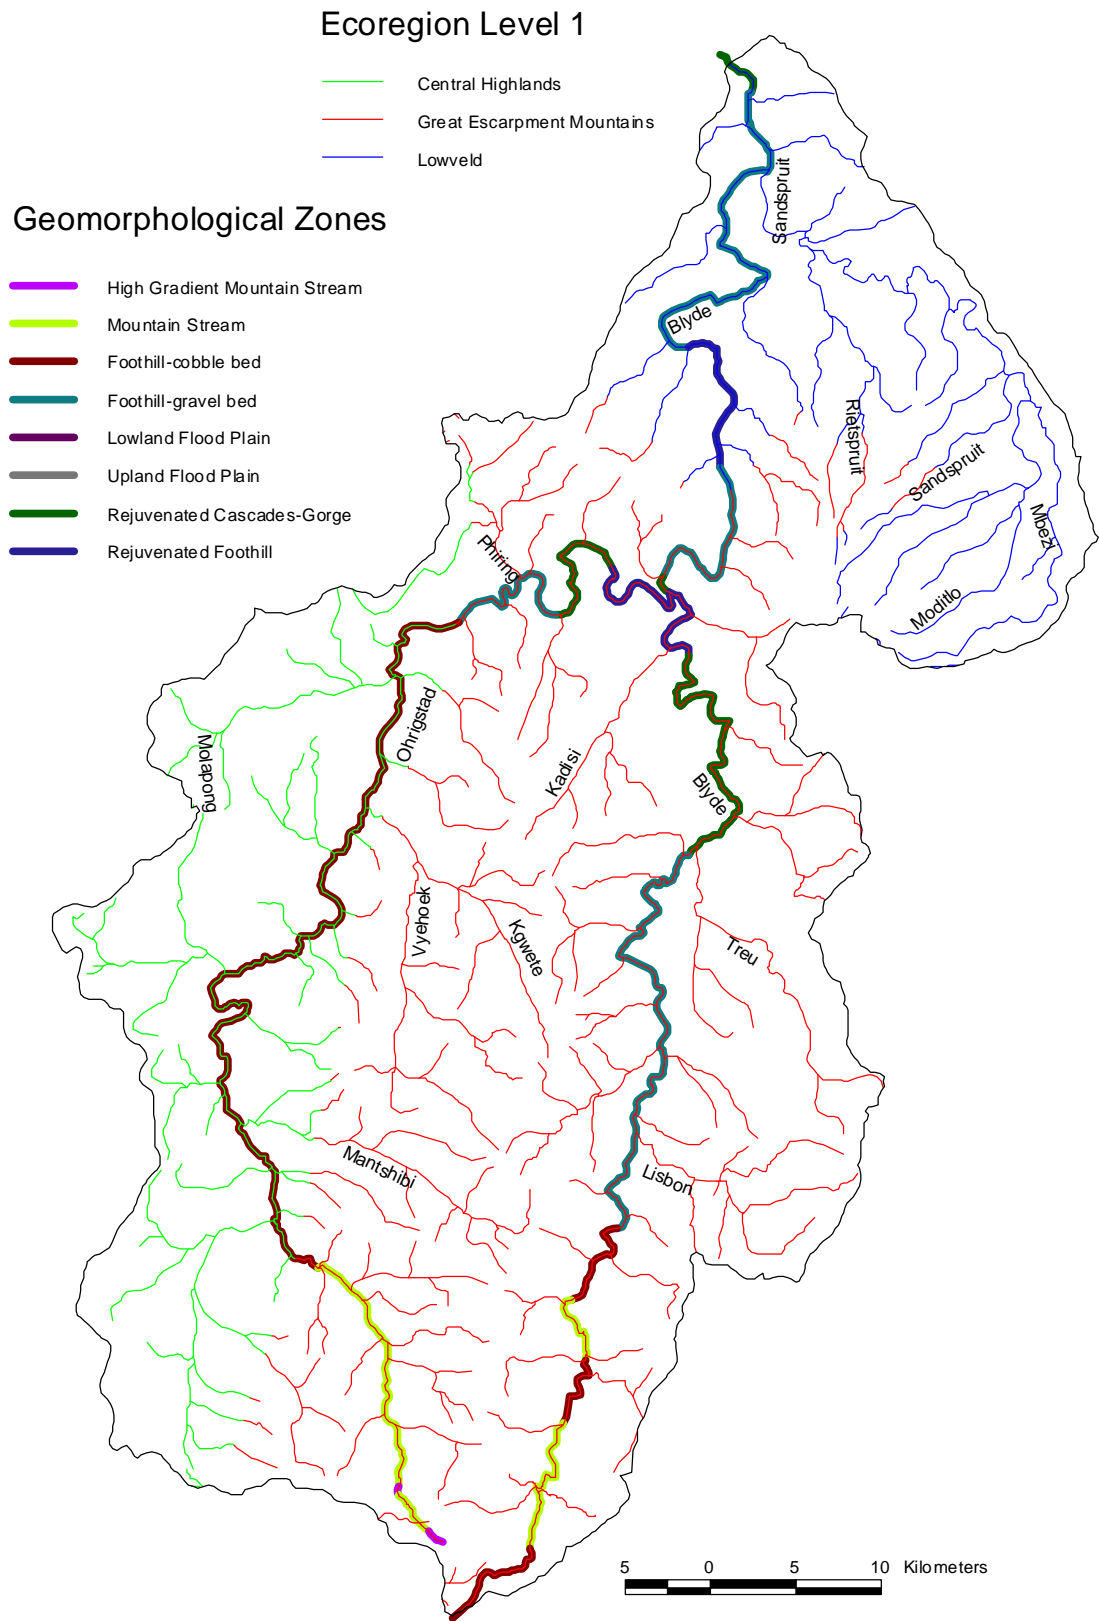 Ecoregion Level 1
Central Highlands
Great Escarpment Mountains
Lowveld
Geomorphological Zones
High Gradient Mountain Stream
Mountain Stream
Foothill-cobble bed
Foothill-gravel bed
Lowland Flood Plain
Upland Flood Plain
Rejuvenated Cascades-Gorge
Rejuvenated Foothill
Sandspruit
Blyde
Rietspruit
Sandspruit
Mbezi
Moditlo
Phiring
Ohrigstad
Molapong
Kadisi
Blyde
Vyehoek
Kgwete
Treu
Mantshibi
Lisbon
5 0 5 10 Kilometers